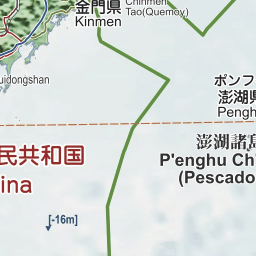 金門県
Kinmen
Chinmen
Tao(Quemoy)
uidongshan
ポンフ
澎湖県
Pengh
澎湖諸島
P'enghu Ch
(Pescado
民共和国
ina
[-16m]